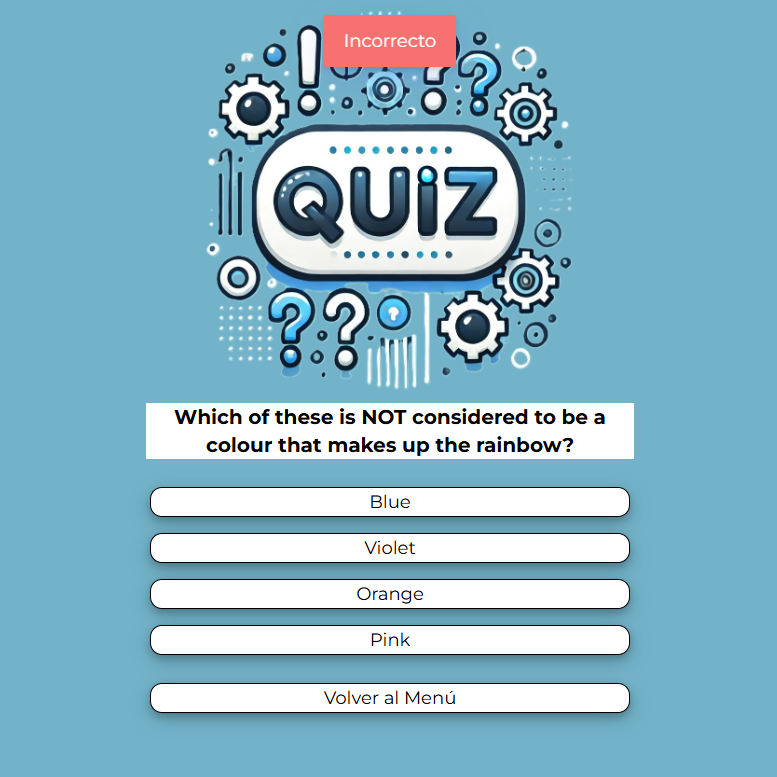 Incorrecto
QUiZ
Which of these is NOT considered to be a
colour that makes up the rainbow?
Blue
Violet
Orange
Pink
Volver al Menú